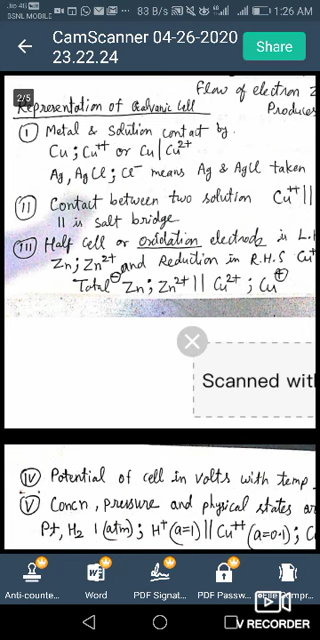 Jio 4G
BSNL MOBILE
83 B/s
1:26 AM
CamScanner 04-26-2020
23.22.24
Share
2/5
Flow of electron Z
Representation of Galvanic Cell
Produces
(I) Metal & Solution contact by.
Cu ; Cu⁺⁺ or Cu | Cu²⁺
Ag, AgCl ; Cl⁻ means Ag & AgCl taken
(II) Contact between two solution Cu⁺⁺ ||
|| is salt bridge
(III) Half cell or oxidation electrode is L.H
Zn ; Zn²⁺ and Reduction in R.H.S Cu⁺
Total ⊖ Zn ; Zn²⁺ || Cu²⁺ ; Cu ⊕
Scanned with
(IV) Potential of cell in volts with temp
(V) Concn, pressure and physical states are
Pt, H₂ 1 (atm) ; H⁺ (a=1) || Cu⁺⁺ (a=0.1) ; C
Anti-counte... Word PDF Signat... PDF Passw...
V RECORDER